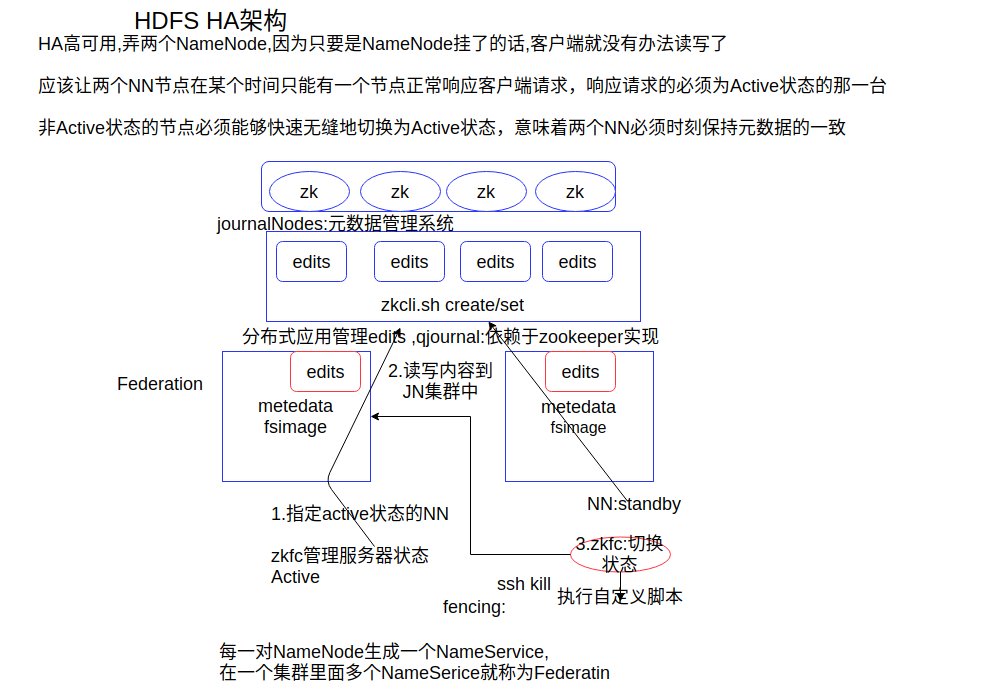 HDFS HA架构
HA高可用,弄两个NameNode,因为只要是NameNode挂了的话,客户端就没有办法读写了
应该让两个NN节点在某个时间只能有一个节点正常响应客户端请求，响应请求的必须为Active状态的那一台
非Active状态的节点必须能够快速无缝地切换为Active状态，意味着两个NN必须时刻保持元数据的一致
zk zk zk zk
journalNodes:元数据管理系统
edits edits edits edits
zkcli.sh create/set
分布式应用管理edits ,qjournal:依赖于zookeeper实现
Federation
edits
metedata
fsimage
2.读写内容到
JN集群中
edits
metedata
fsimage
1.指定active状态的NN
NN:standby
zkfc管理服务器状态
Active
3.zkfc:切换
状态
ssh kill
执行自定义脚本
fencing:
每一对NameNode生成一个NameService,
在一个集群里面多个NameSerice就称为Federatin